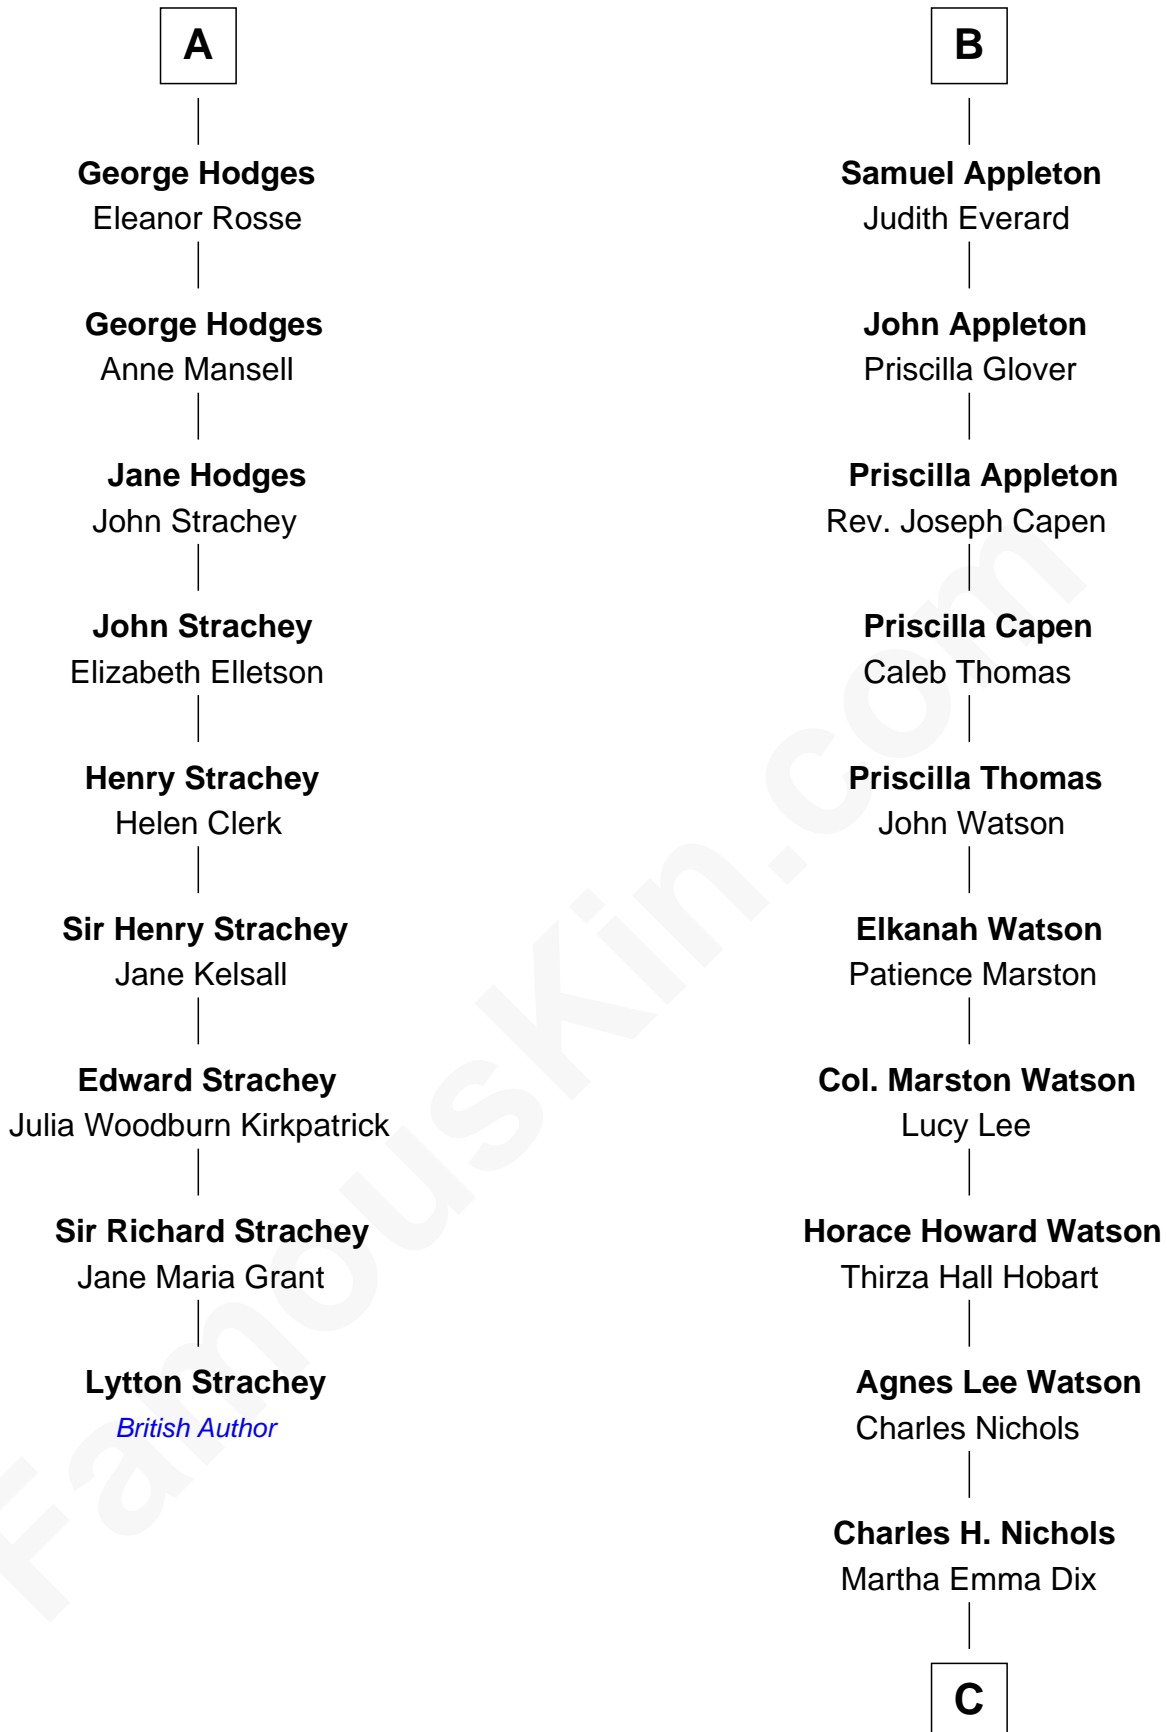 A
George Hodges
Eleanor Rosse
George Hodges
Anne Mansell
Jane Hodges
John Strachey
John Strachey
Elizabeth Elletson
Henry Strachey
Helen Clerk
Sir Henry Strachey
Jane Kelsall
Edward Strachey
Julia Woodburn Kirkpatrick
Sir Richard Strachey
Jane Maria Grant
Lytton Strachey
British Author
B
Samuel Appleton
Judith Everard
John Appleton
Priscilla Glover
Priscilla Appleton
Rev. Joseph Capen
Priscilla Capen
Caleb Thomas
Priscilla Thomas
John Watson
Elkanah Watson
Patience Marston
Col. Marston Watson
Lucy Lee
Horace Howard Watson
Thirza Hall Hobart
Agnes Lee Watson
Charles Nichols
Charles H. Nichols
Martha Emma Dix
C
FamousKin.com